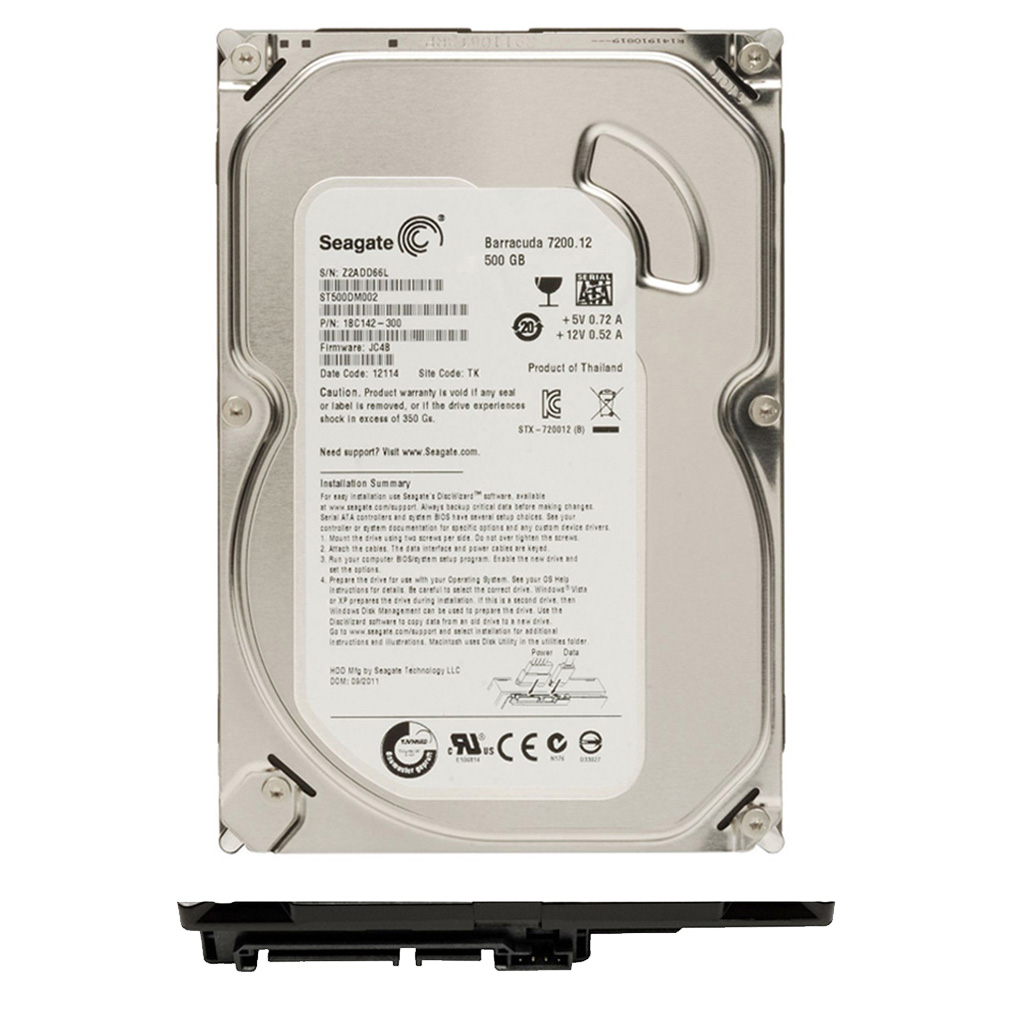 R141910819---
Seagate®
Barracuda 7200.12
500 GB
S/N: Z2ADD66L
ST500DM002
P/N: 1BC142-300
Firmware: JC4B
Date Code: 12114 Site Code: TK
SERIAL
ATA
20
+5V 0.72 A
+12V 0.52 A
Product of Thailand
Caution. Product warranty is void if any seal
or label is removed, or if the drive experiences
shock in excess of 350 Gs.
STX-720012 (B)
Need support? Visit www.Seagate.com.
Installation Summary
For easy installation use Seagate's DiscWizard™ software, available
at www.seagate.com/support. Always backup critical data before making changes.
Serial ATA controllers and system BIOS have several setup choices. See your
controller or system documentation for specific options and any custom device drivers.
1. Mount the drive using two screws per side. Do not over tighten the screws.
2. Attach the cables. The data interface and power cables are keyed.
3. Run your computer BIOS/system setup program. Enable the new drive and
set the options.
4. Prepare the drive for use with your Operating System. See your OS Help
instructions for details. Be careful to select the correct drive. Windows® Vista
or XP prepares the drive during installation. If this is a second drive, then
Windows Disk Management can be used to prepare the drive. Use the
DiscWizard software to copy data from an old drive to a new drive.
Go to www.seagate.com/support and select installation for additional
instructions and illustrations. Macintosh uses Disk Utility in the utilities folder.
Power Data
HDD Mfg by Seagate Technology LLC
DOM: 09/2011
c RU® US
E106814
CE
N176
D33027